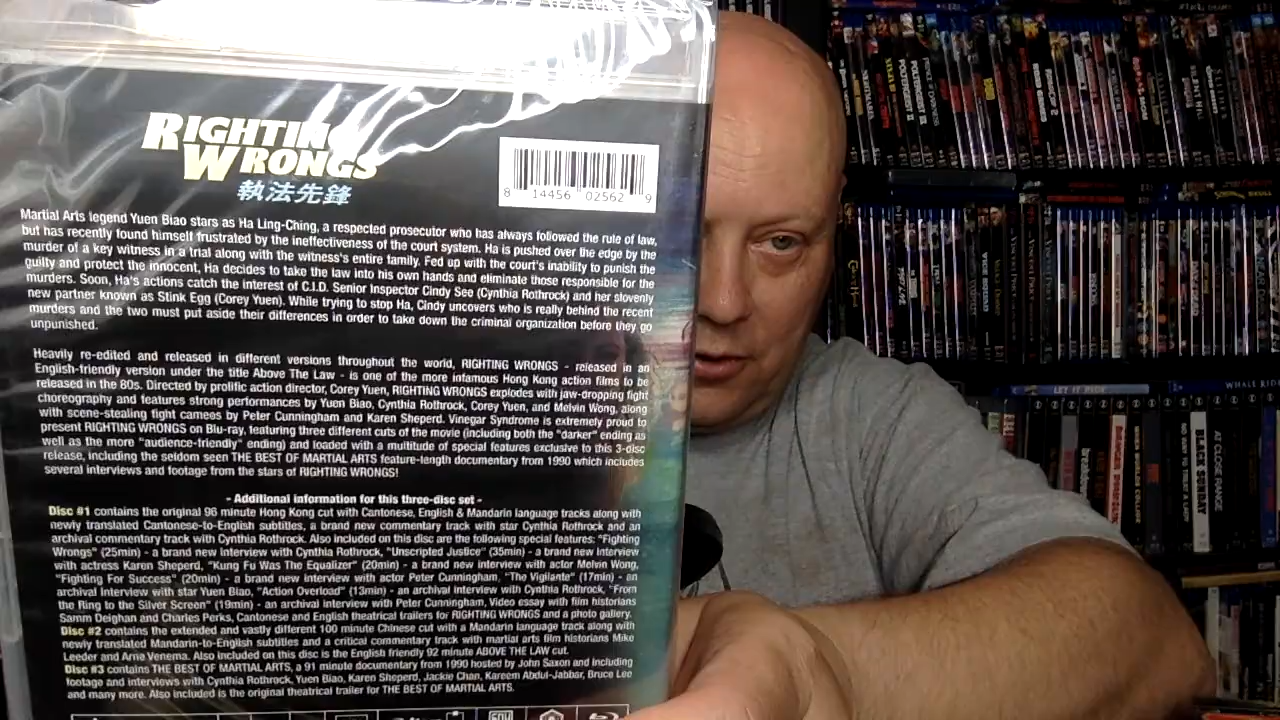 RIGHTING
WRONGS
執法先鋒
8 14456 02562 9
Martial Arts legend Yuen Biao stars as Ha Ling-Ching, a respected prosecutor who has always followed the rule of law,
but has recently found himself frustrated by the ineffectiveness of the court system. Ha is pushed over the edge by the
murder of a key witness in a trial along with the witness's entire family. Fed up with the court's inability to punish the
guilty and protect the innocent, Ha decides to take the law into his own hands and eliminate those responsible for the
murders. Soon, Ha's actions catch the interest of C.I.D. Senior Inspector Cindy See (Cynthia Rothrock) and her slovenly
new partner known as Stink Egg (Corey Yuen). While trying to stop Ha, Cindy uncovers who is really behind the recent
murders and the two must put aside their differences in order to take down the criminal organization before they go
unpunished.
Heavily re-edited and released in different versions throughout the world, RIGHTING WRONGS - released in an
English-friendly version under the title Above The Law - is one of the more infamous Hong Kong action films to be
released in the 80s. Directed by prolific action director, Corey Yuen, RIGHTING WRONGS explodes with jaw-dropping fight
choreography and features strong performances by Yuen Biao, Cynthia Rothrock, Corey Yuen, and Melvin Wong, along
with scene-stealing fight cameos by Peter Cunningham and Karen Sheperd. Vinegar Syndrome is extremely proud to
present RIGHTING WRONGS on Blu-ray, featuring three different cuts of the movie (including both the "darker" ending as
well as the more "audience-friendly" ending) and loaded with a multitude of special features exclusive to this 3-disc
release, including the seldom seen THE BEST OF MARTIAL ARTS feature-length documentary from 1990 which includes
several interviews and footage from the stars of RIGHTING WRONGS!
- Additional information for this three-disc set -
Disc #1 contains the original 96 minute Hong Kong cut with Cantonese, English & Mandarin language tracks along with
newly translated Cantonese-to-English subtitles, a brand new commentary track with star Cynthia Rothrock and an
archival commentary track with Cynthia Rothrock. Also included on this disc are the following special features: "Fighting
Wrongs" (25min) - a brand new interview with Cynthia Rothrock, "Unscripted Justice" (35min) - a brand new interview
with actress Karen Sheperd, "Kung Fu Was The Equalizer" (20min) - a brand new interview with actor Melvin Wong,
"Fighting For Success" (20min) - a brand new interview with actor Peter Cunningham, "The Vigilante" (17min) - an
archival interview with star Yuen Biao, "Action Overload" (13min) - an archival interview with Cynthia Rothrock, "From
the Ring to the Silver Screen" (19min) - an archival interview with Peter Cunningham, Video essay with film historians
Samm Deighan and Charles Perks, Cantonese and English theatrical trailers for RIGHTING WRONGS and a photo gallery.
Disc #2 contains the extended and vastly different 100 minute Chinese cut with a Mandarin language track along with
newly translated Mandarin-to-English subtitles and a critical commentary track with martial arts film historians Mike
Leeder and Arne Venema. Also included on this disc is the English friendly 92 minute ABOVE THE LAW cut.
Disc #3 contains THE BEST OF MARTIAL ARTS, a 91 minute documentary from 1990 hosted by John Saxon and including
footage and interviews with Cynthia Rothrock, Yuen Biao, Karen Sheperd, Jackie Chan, Kareem Abdul-Jabbar, Bruce Lee
and many more. Also included is the original theatrical trailer for THE BEST OF MARTIAL ARTS.
LET IT RIDE
WHALE RID
AT CLOSE RANGE
BLACK SUNDAY